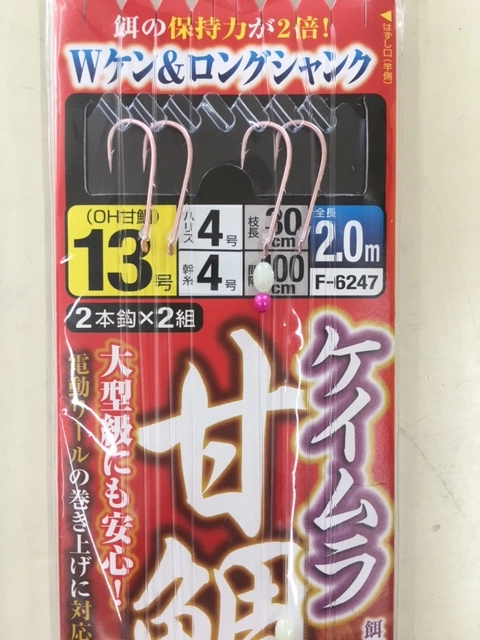 餌の保持力が2倍!
Wケン&ロングシャンク
◀はずし口(竿側)
(OH甘鯛)
13号
ハリス 4号
幹糸 4号
枝長 30cm
間隔 100cm
全長 2.0m
F-6247
2本鈎×2組
ケイムラ
甘鯛
大型級にも安心!
電動リールの巻き上げに対応
餌